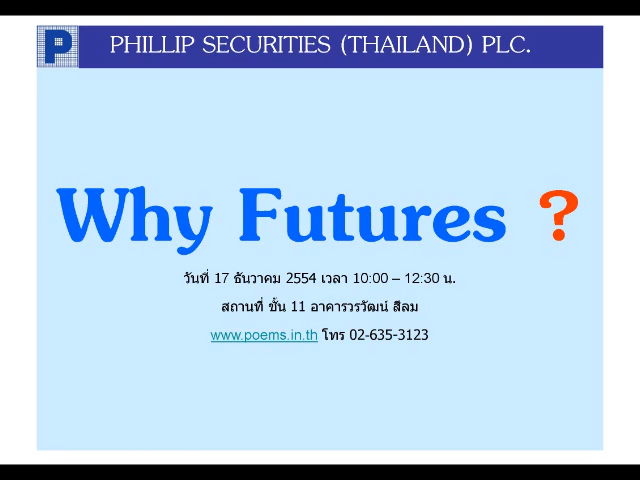 P PHILLIP SECURITIES (THAILAND) PLC.
Why Futures ?
วันที่ 17 ธันวาคม 2554 เวลา 10:00 – 12:30 น.
สถานที่ ชั้น 11 อาคารวรวัฒน์ สีลม
www.poems.in.th โทร 02-635-3123